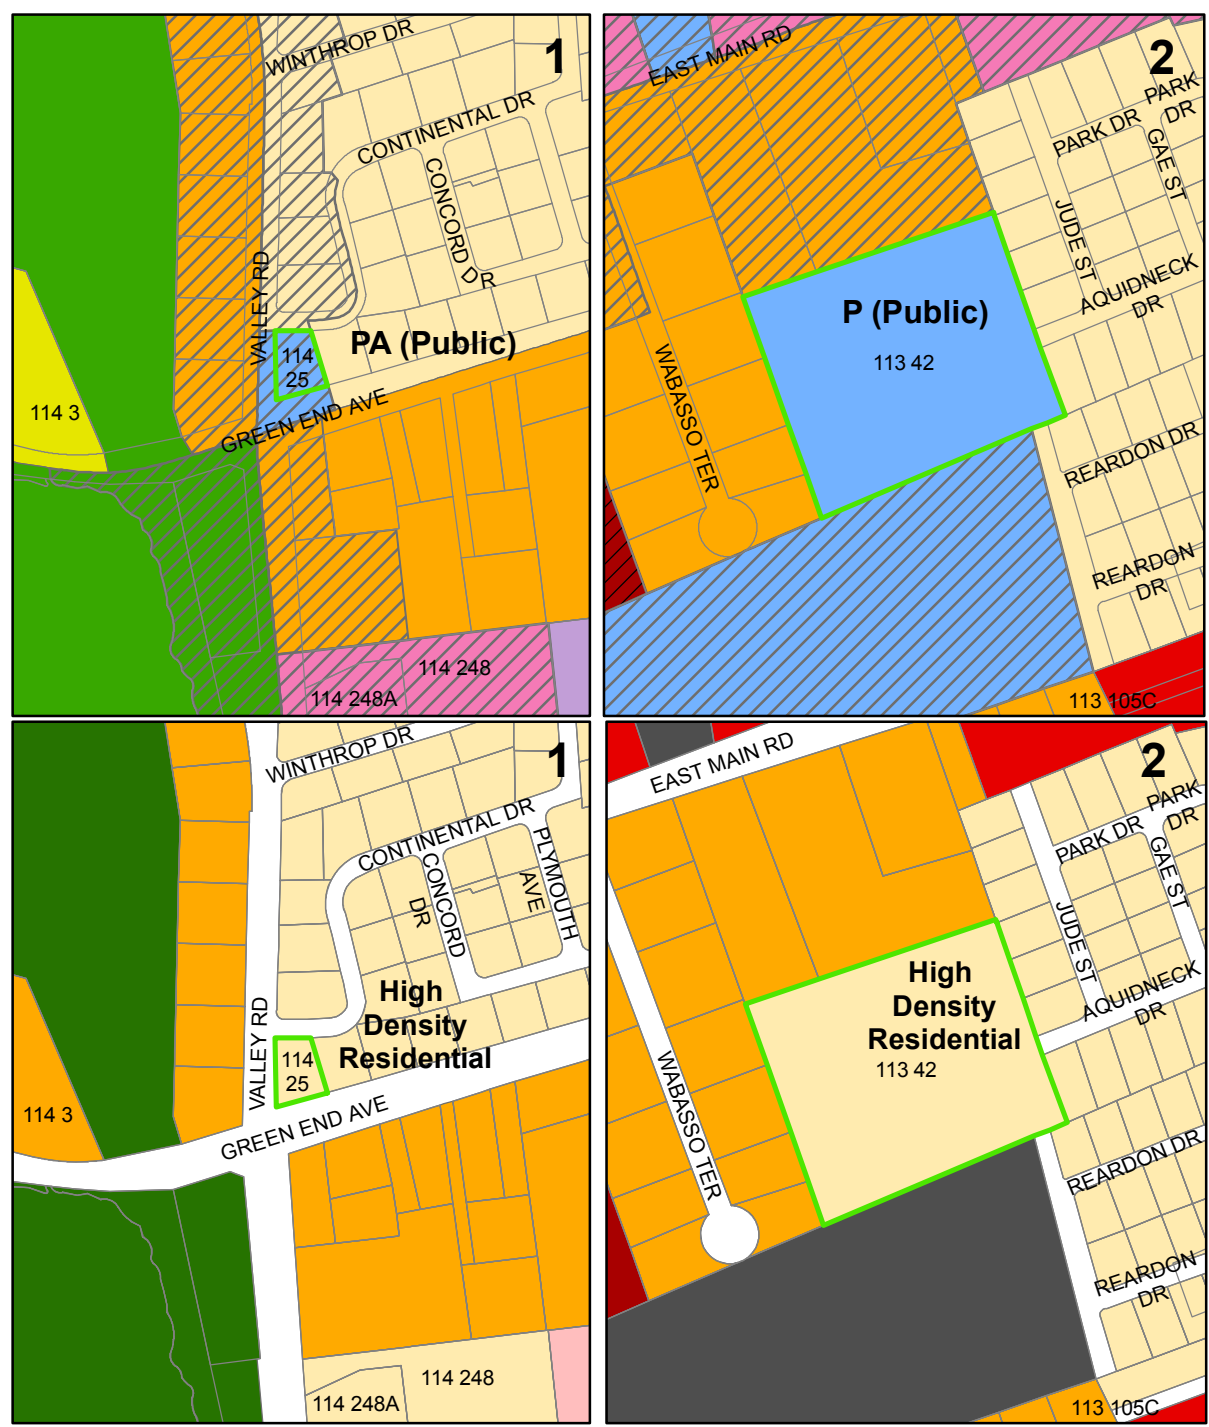 1
WINTHROP DR
CONTINENTAL DR
CONCORD DR
VALLEY RD
PA (Public)
114
25
114 3
GREEN END AVE
114 248
114 248A
2
EAST MAIN RD
PARK
DR
PARK DR
GAE ST
JUDE ST
AQUIDNECK
DR
P (Public)
113 42
WABASSO TER
REARDON DR
REARDON
DR
113 105C
1
WINTHROP DR
CONTINENTAL DR
PLYMOUTH
AVE
CONCORD
DR
VALLEY RD
High
Density
Residential
114
25
114 3
GREEN END AVE
114 248
114 248A
2
EAST MAIN RD
PARK
DR
PARK DR
GAE ST
JUDE ST
AQUIDNECK
DR
High
Density
Residential
113 42
WABASSO TER
REARDON DR
REARDON
DR
113 105C